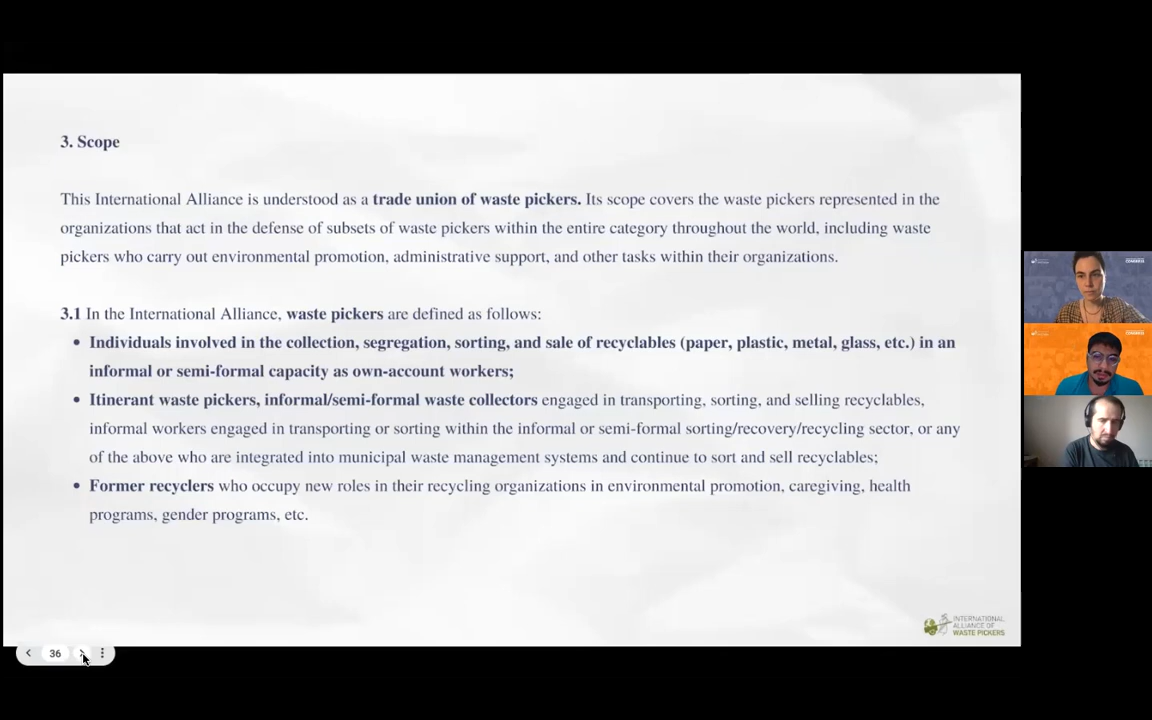 3. Scope
This International Alliance is understood as a trade union of waste pickers. Its scope covers the waste pickers represented in the
organizations that act in the defense of subsets of waste pickers within the entire category throughout the world, including waste
pickers who carry out environmental promotion, administrative support, and other tasks within their organizations.
3.1 In the International Alliance, waste pickers are defined as follows:
• Individuals involved in the collection, segregation, sorting, and sale of recyclables (paper, plastic, metal, glass, etc.) in an
informal or semi-formal capacity as own-account workers;
• Itinerant waste pickers, informal/semi-formal waste collectors engaged in transporting, sorting, and selling recyclables,
informal workers engaged in transporting or sorting within the informal or semi-formal sorting/recovery/recycling sector, or any
of the above who are integrated into municipal waste management systems and continue to sort and sell recyclables;
• Former recyclers who occupy new roles in their recycling organizations in environmental promotion, caregiving, health
programs, gender programs, etc.
INTERNATIONAL
ALLIANCE OF
WASTE PICKERS
36